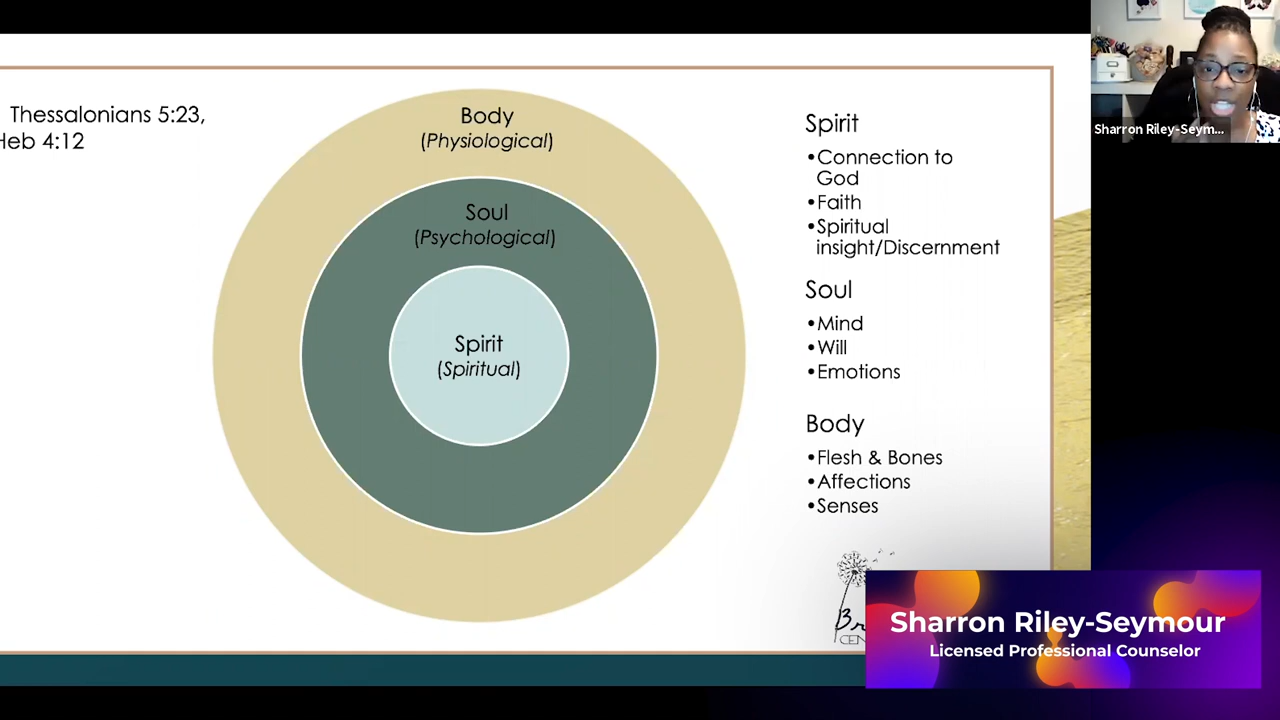 Thessalonians 5:23,
Heb 4:12
Body
(Physiological)
Soul
(Psychological)
Spirit
(Spiritual)
Spirit
•Connection to
God
•Faith
•Spiritual
insight/Discernment
Soul
•Mind
•Will
•Emotions
Body
•Flesh & Bones
•Affections
•Senses
Sharron Riley-Seym...
Sharron Riley-Seymour
Licensed Professional Counselor